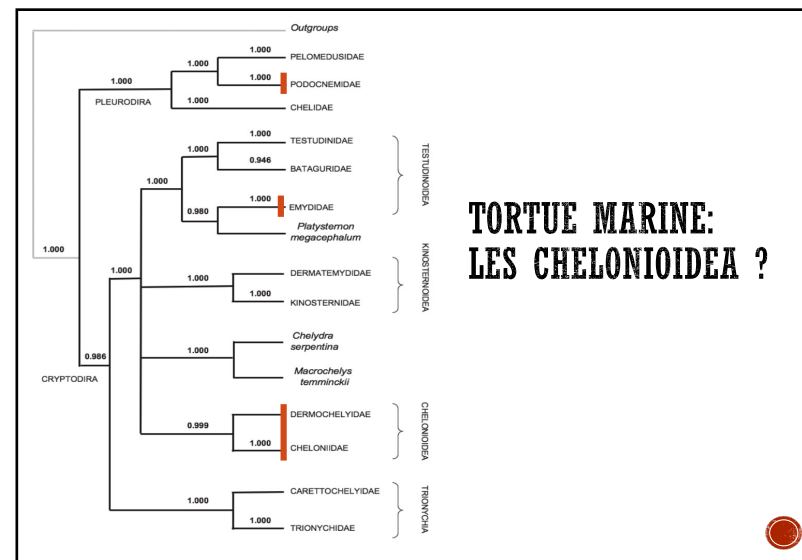 Outgroups
1.000
PELOMEDUSIDAE
1.000
1.000
1.000
PODOCNEMIDAE
PLEURODIRA
1.000
CHELIDAE
1.000
TESTUDINIDAE
1.000
0.946
BATAGURIDAE
1.000
1.000
EMYDIDAE
0.980
Platysternon
megacephalum
TESTUDINOIDEA
TORTUE MARINE:
LES CHELONIOIDEA ?
1.000
1.000
1.000
DERMATEMYDIDAE
1.000
KINOSTERNIDAE
KINOSTERNOIDEA
Chelydra
serpentina
1.000
Macrochelys
temminckii
0.986
CRYPTODIRA
DERMOCHELYIDAE
0.999
1.000
CHELONIIDAE
CHELONIOIDEA
CARETTOCHELYIDAE
1.000
1.000
TRIONYCHIDAE
TRIONYCHIA